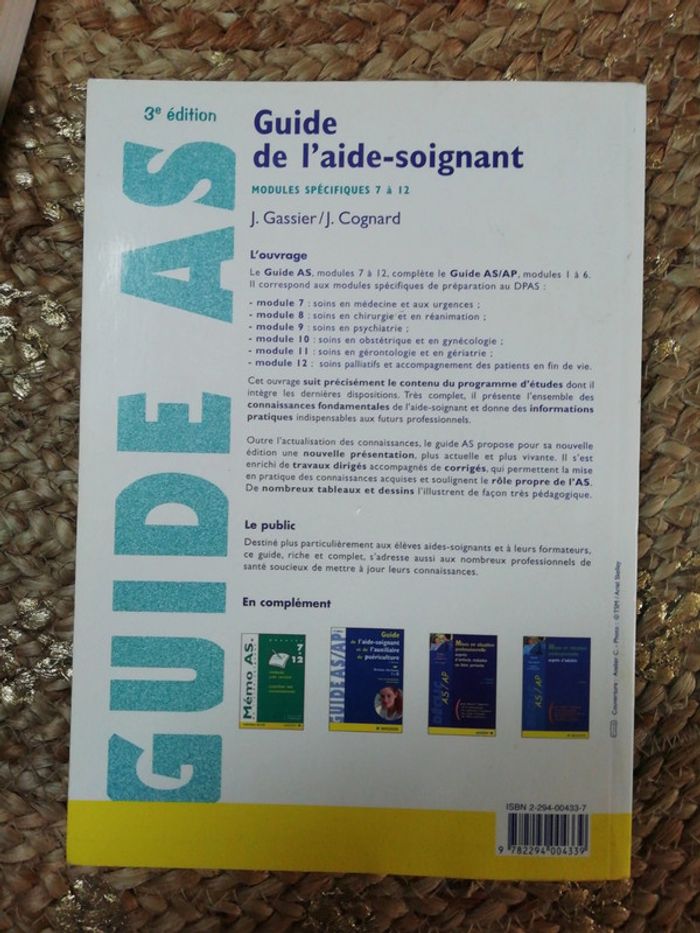 3e édition
GUIDE AS
Guide
de l'aide-soignant
MODULES SPÉCIFIQUES 7 à 12
J. Gassier/J. Cognard
L'ouvrage
Le Guide AS, modules 7 à 12, complète le Guide AS/AP, modules 1 à 6.
Il correspond aux modules spécifiques de préparation au DPAS :
- module 7 : soins en médecine et aux urgences ;
- module 8 : soins en chirurgie et en réanimation ;
- module 9 : soins en psychiatrie ;
- module 10 : soins en obstétrique et en gynécologie ;
- module 11 : soins en gérontologie et en gériatrie ;
- module 12 : soins palliatifs et accompagnement des patients en fin de vie.
Cet ouvrage suit précisément le contenu du programme d'études dont il
intègre les dernières dispositions. Très complet, il présente l'ensemble des
connaissances fondamentales de l'aide-soignant et donne des informations
pratiques indispensables aux futurs professionnels.
Outre l'actualisation des connaissances, le guide AS propose pour sa nouvelle
édition une nouvelle présentation, plus actuelle et plus vivante. Il s'est
enrichi de travaux dirigés accompagnés de corrigés, qui permettent la mise
en pratique des connaissances acquises et soulignent le rôle propre de l'AS.
De nombreux tableaux et dessins l'illustrent de façon très pédagogique.
Le public
Destiné plus particulièrement aux élèves aides-soignants et à leurs formateurs,
ce guide, riche et complet, s'adresse aussi aux nombreux professionnels de
santé soucieux de mettre à jour leurs connaissances.
En complément
Mémo AS.
7
12
GUIDE AS/AP
Guide
de l'aide-soignant
et de l'auxiliaire
de puériculture
Mises en situation
professionnelle
AS / AP
Mises en situation
AS / AP
ISBN 2-294-00433-7
9 782294 004339